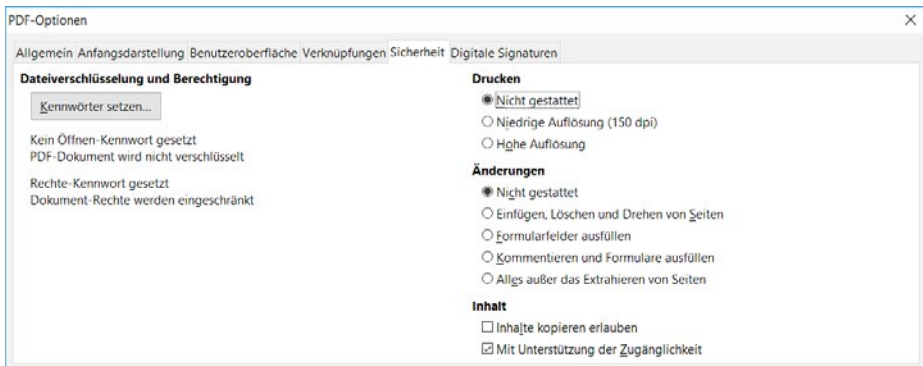 PDF-Optionen
Allgemein Anfangsdarstellung Benutzeroberfläche Verknüpfungen Sicherheit Digitale Signaturen
Dateiverschlüsselung und Berechtigung
Kennwörter setzen...
Kein Öffnen-Kennwort gesetzt
PDF-Dokument wird nicht verschlüsselt
Rechte-Kennwort gesetzt
Dokument-Rechte werden eingeschränkt
Drucken
Nicht gestattet
Niedrige Auflösung (150 dpi)
Hohe Auflösung
Änderungen
Nicht gestattet
Einfügen, Löschen und Drehen von Seiten
Formularfelder ausfüllen
Kommentieren und Formulare ausfüllen
Alles außer das Extrahieren von Seiten
Inhalt
Inhalte kopieren erlauben
Mit Unterstützung der Zugänglichkeit